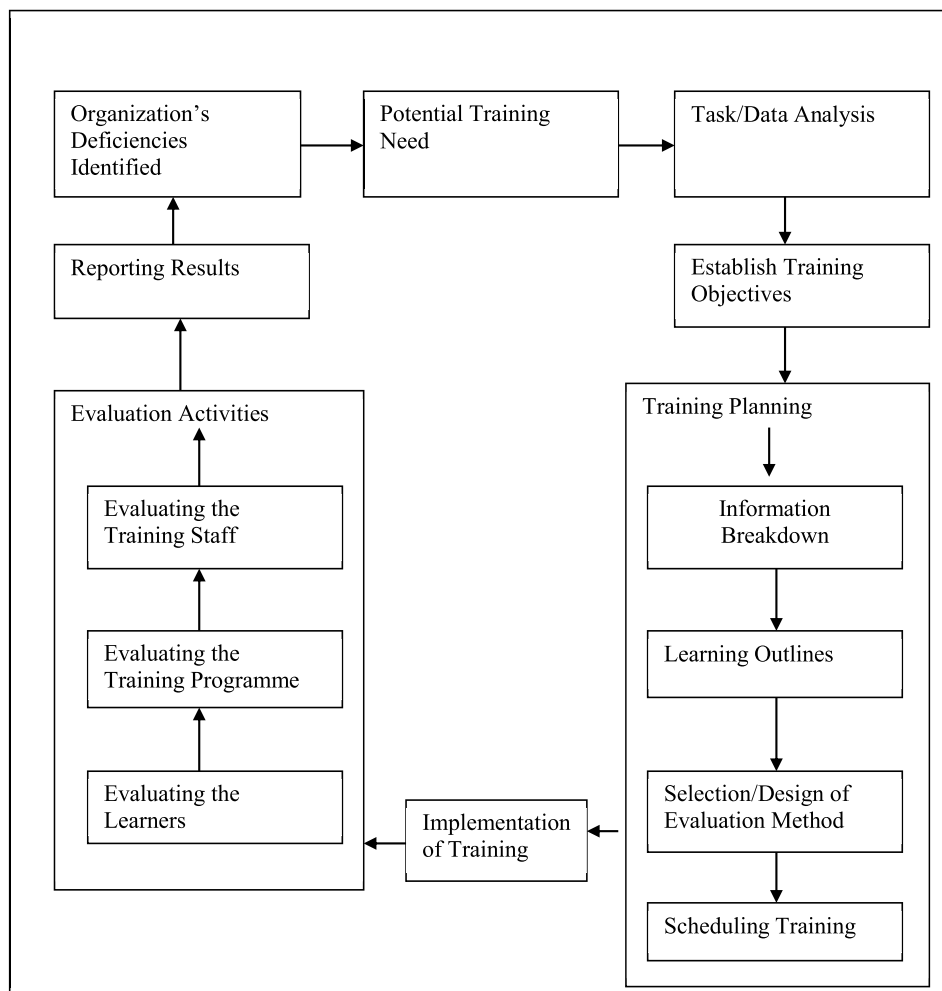 Organization's
Deficiencies
Identified
Potential Training
Need
Task/Data Analysis
Establish Training
Objectives
Training Planning
Information
Breakdown
Learning Outlines
Selection/Design of
Evaluation Method
Scheduling Training
Implementation
of Training
Evaluation Activities
Evaluating the
Training Staff
Evaluating the
Training Programme
Evaluating the
Learners
Reporting Results